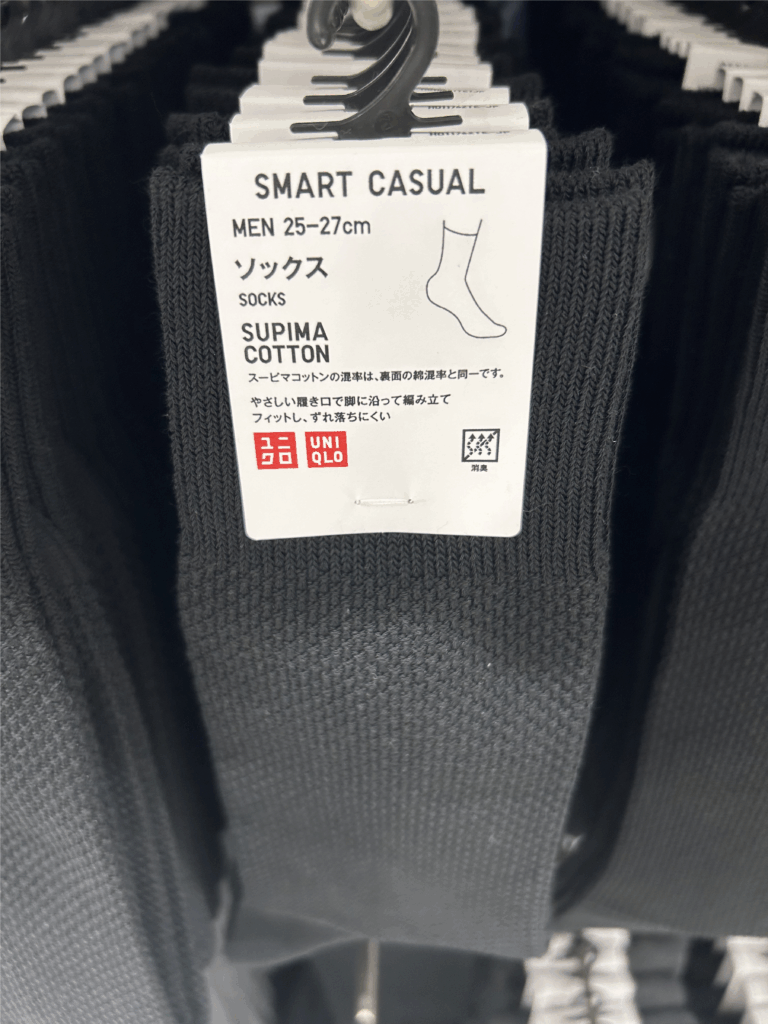 SMART CASUAL
MEN 25-27cm
ソックス
SOCKS
SUPIMA
COTTON
スーピマコットンの混率は、裏面の綿混率と同一です。
やさしい履き口で脚に沿って編み立て
フィットし、ずれ落ちにくい
ユニ
クロ
UNI
QLO
消臭